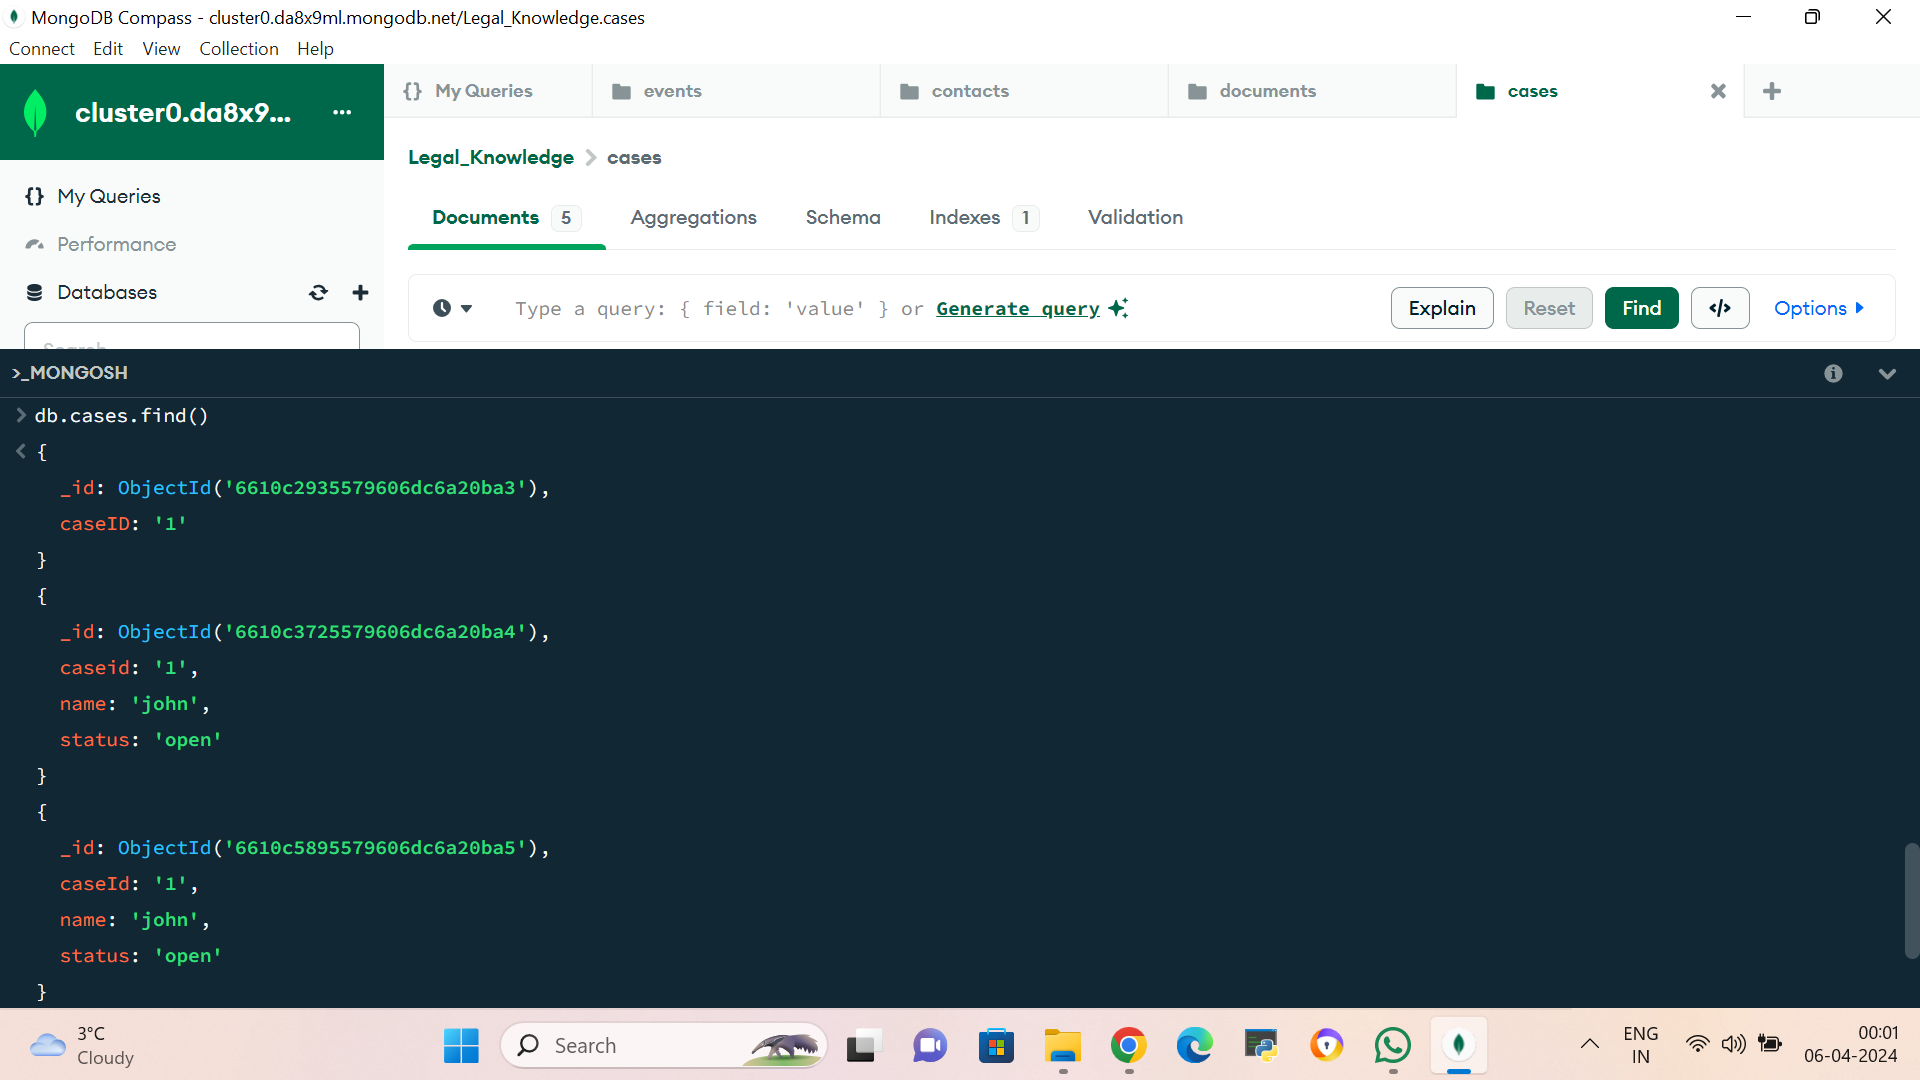 MongoDB Compass - cluster0.da8x9ml.mongodb.net/Legal_Knowledge.cases
Connect Edit View Collection Help
cluster0.da8x9... ...
{} My Queries
events
contacts
documents
cases
Legal_Knowledge > cases
{} My Queries
Performance
Databases
Search
Documents 5 Aggregations Schema Indexes 1 Validation
Type a query: { field: 'value' } or Generate query
Explain Reset Find </> Options
>_MONGOSH
> db.cases.find()
< {
_id: ObjectId('6610c2935579606dc6a20ba3'),
caseID: '1'
}
{
_id: ObjectId('6610c3725579606dc6a20ba4'),
caseid: '1',
name: 'john',
status: 'open'
}
{
_id: ObjectId('6610c5895579606dc6a20ba5'),
caseId: '1',
name: 'john',
status: 'open'
}
3°C
Cloudy
Search
ENG
IN
00:01
06-04-2024